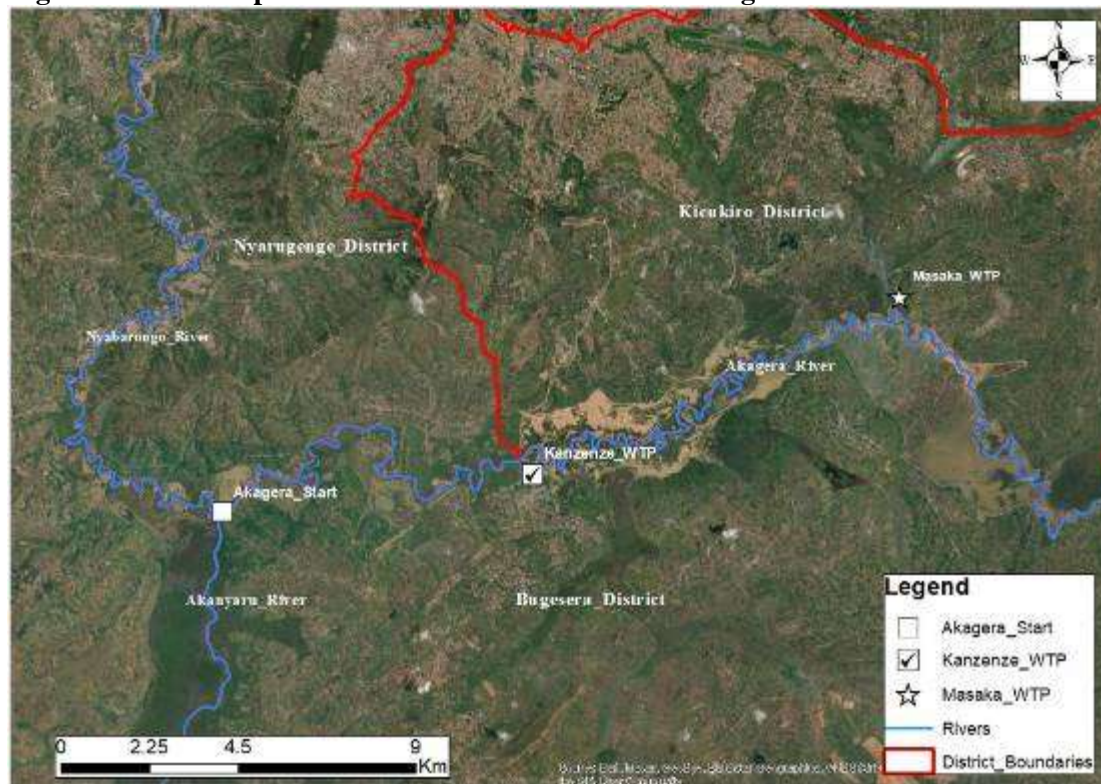 N
W E
S
Kicukiro_District
Nyarugenge_District
Masaka_WTP
Nyabarongo_River
Akagera_River
Kanzenze_WTP
Akagera_Start
Akanyaru_River
Bugesera_District
Legend
Akagera_Start
Kanzenze_WTP
Masaka_WTP
Rivers
District_Boundaries
0 2.25 4.5 9
Km